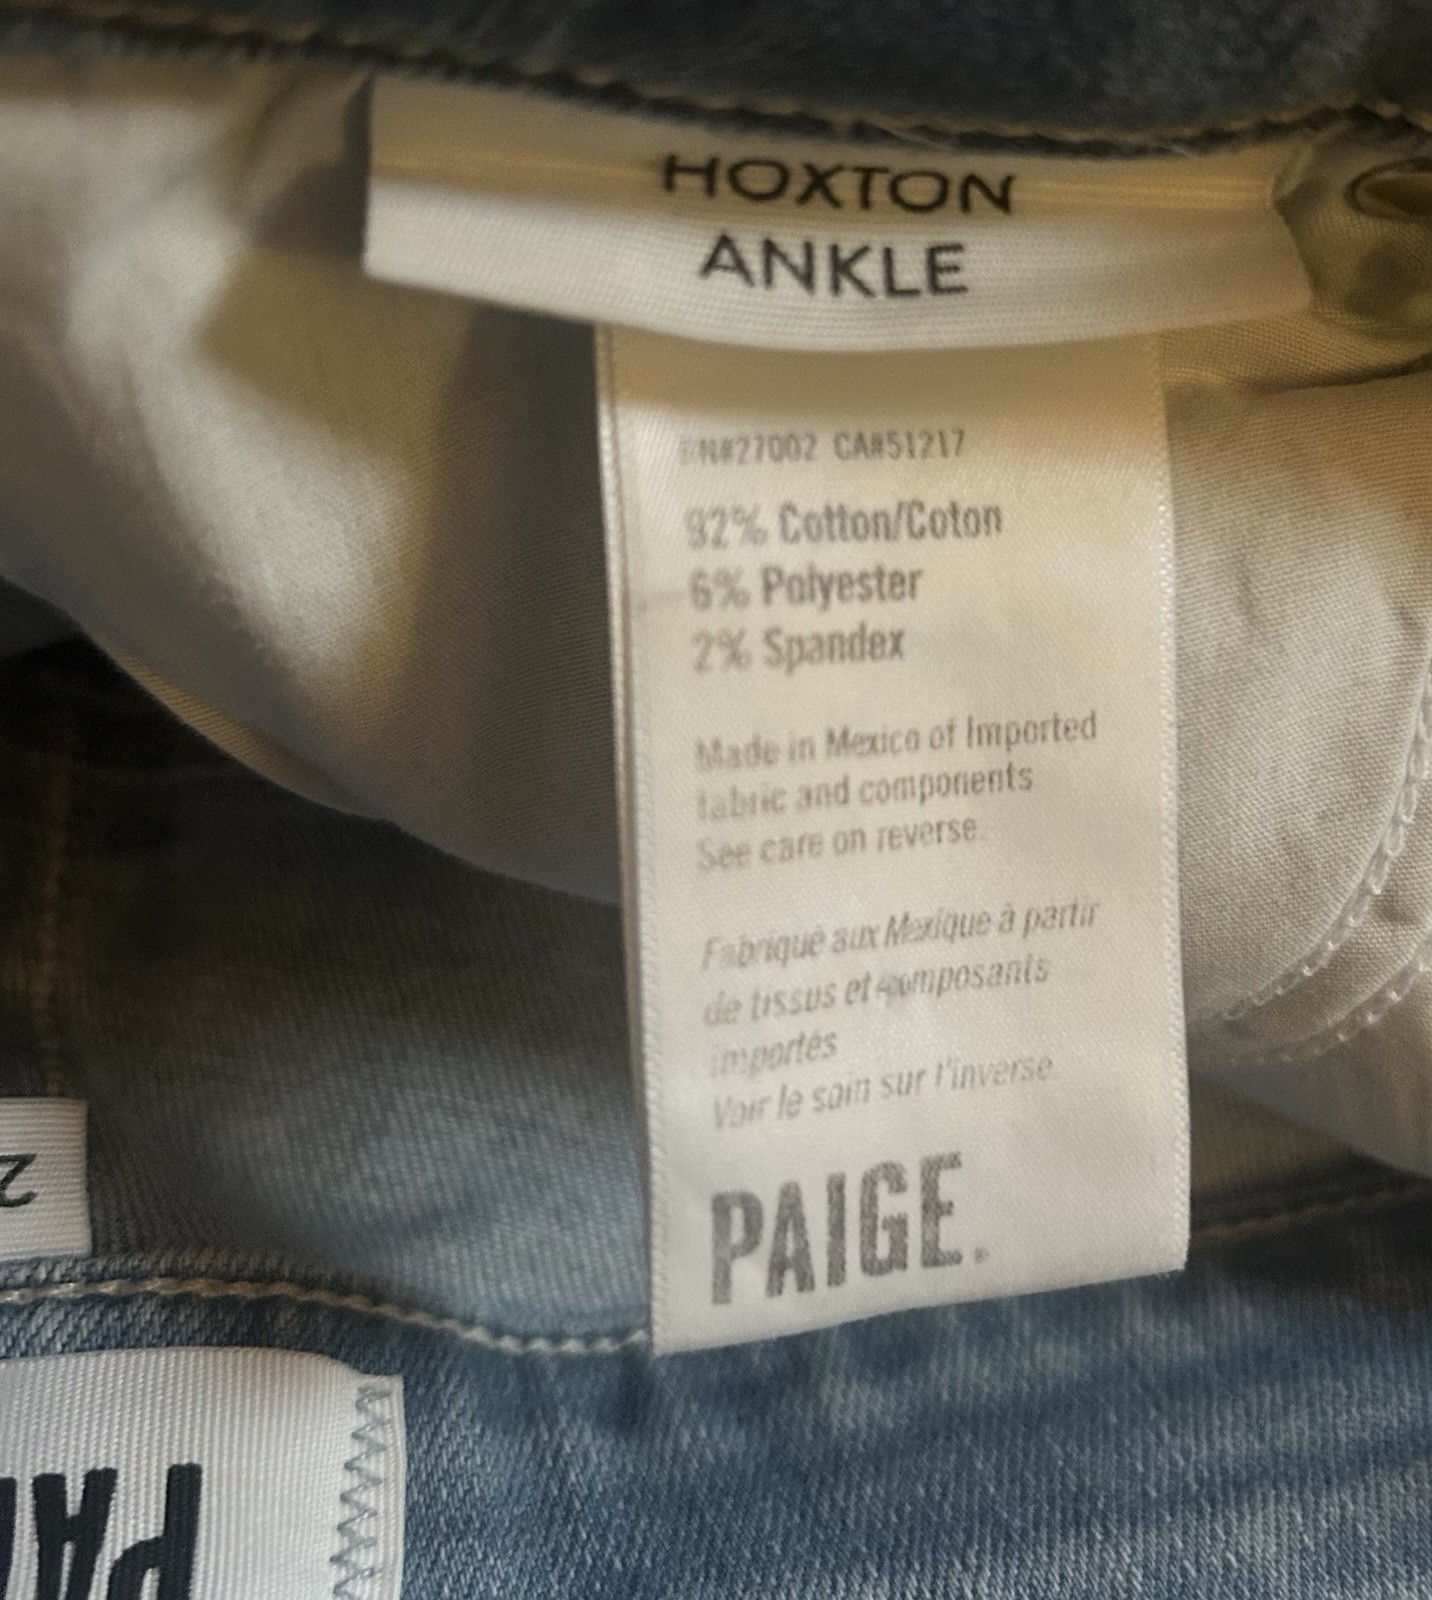 HOXTON
ANKLE
RN#27002 CA#51217
92% Cotton/Coton
6% Polyester
2% Spandex
Made in Mexico of Imported
fabric and components
See care on reverse.
Fabriqué aux Mexique à partir
de tissus et composants
importés
Voir le soin sur l'inverse
PAIGE.
2
PA